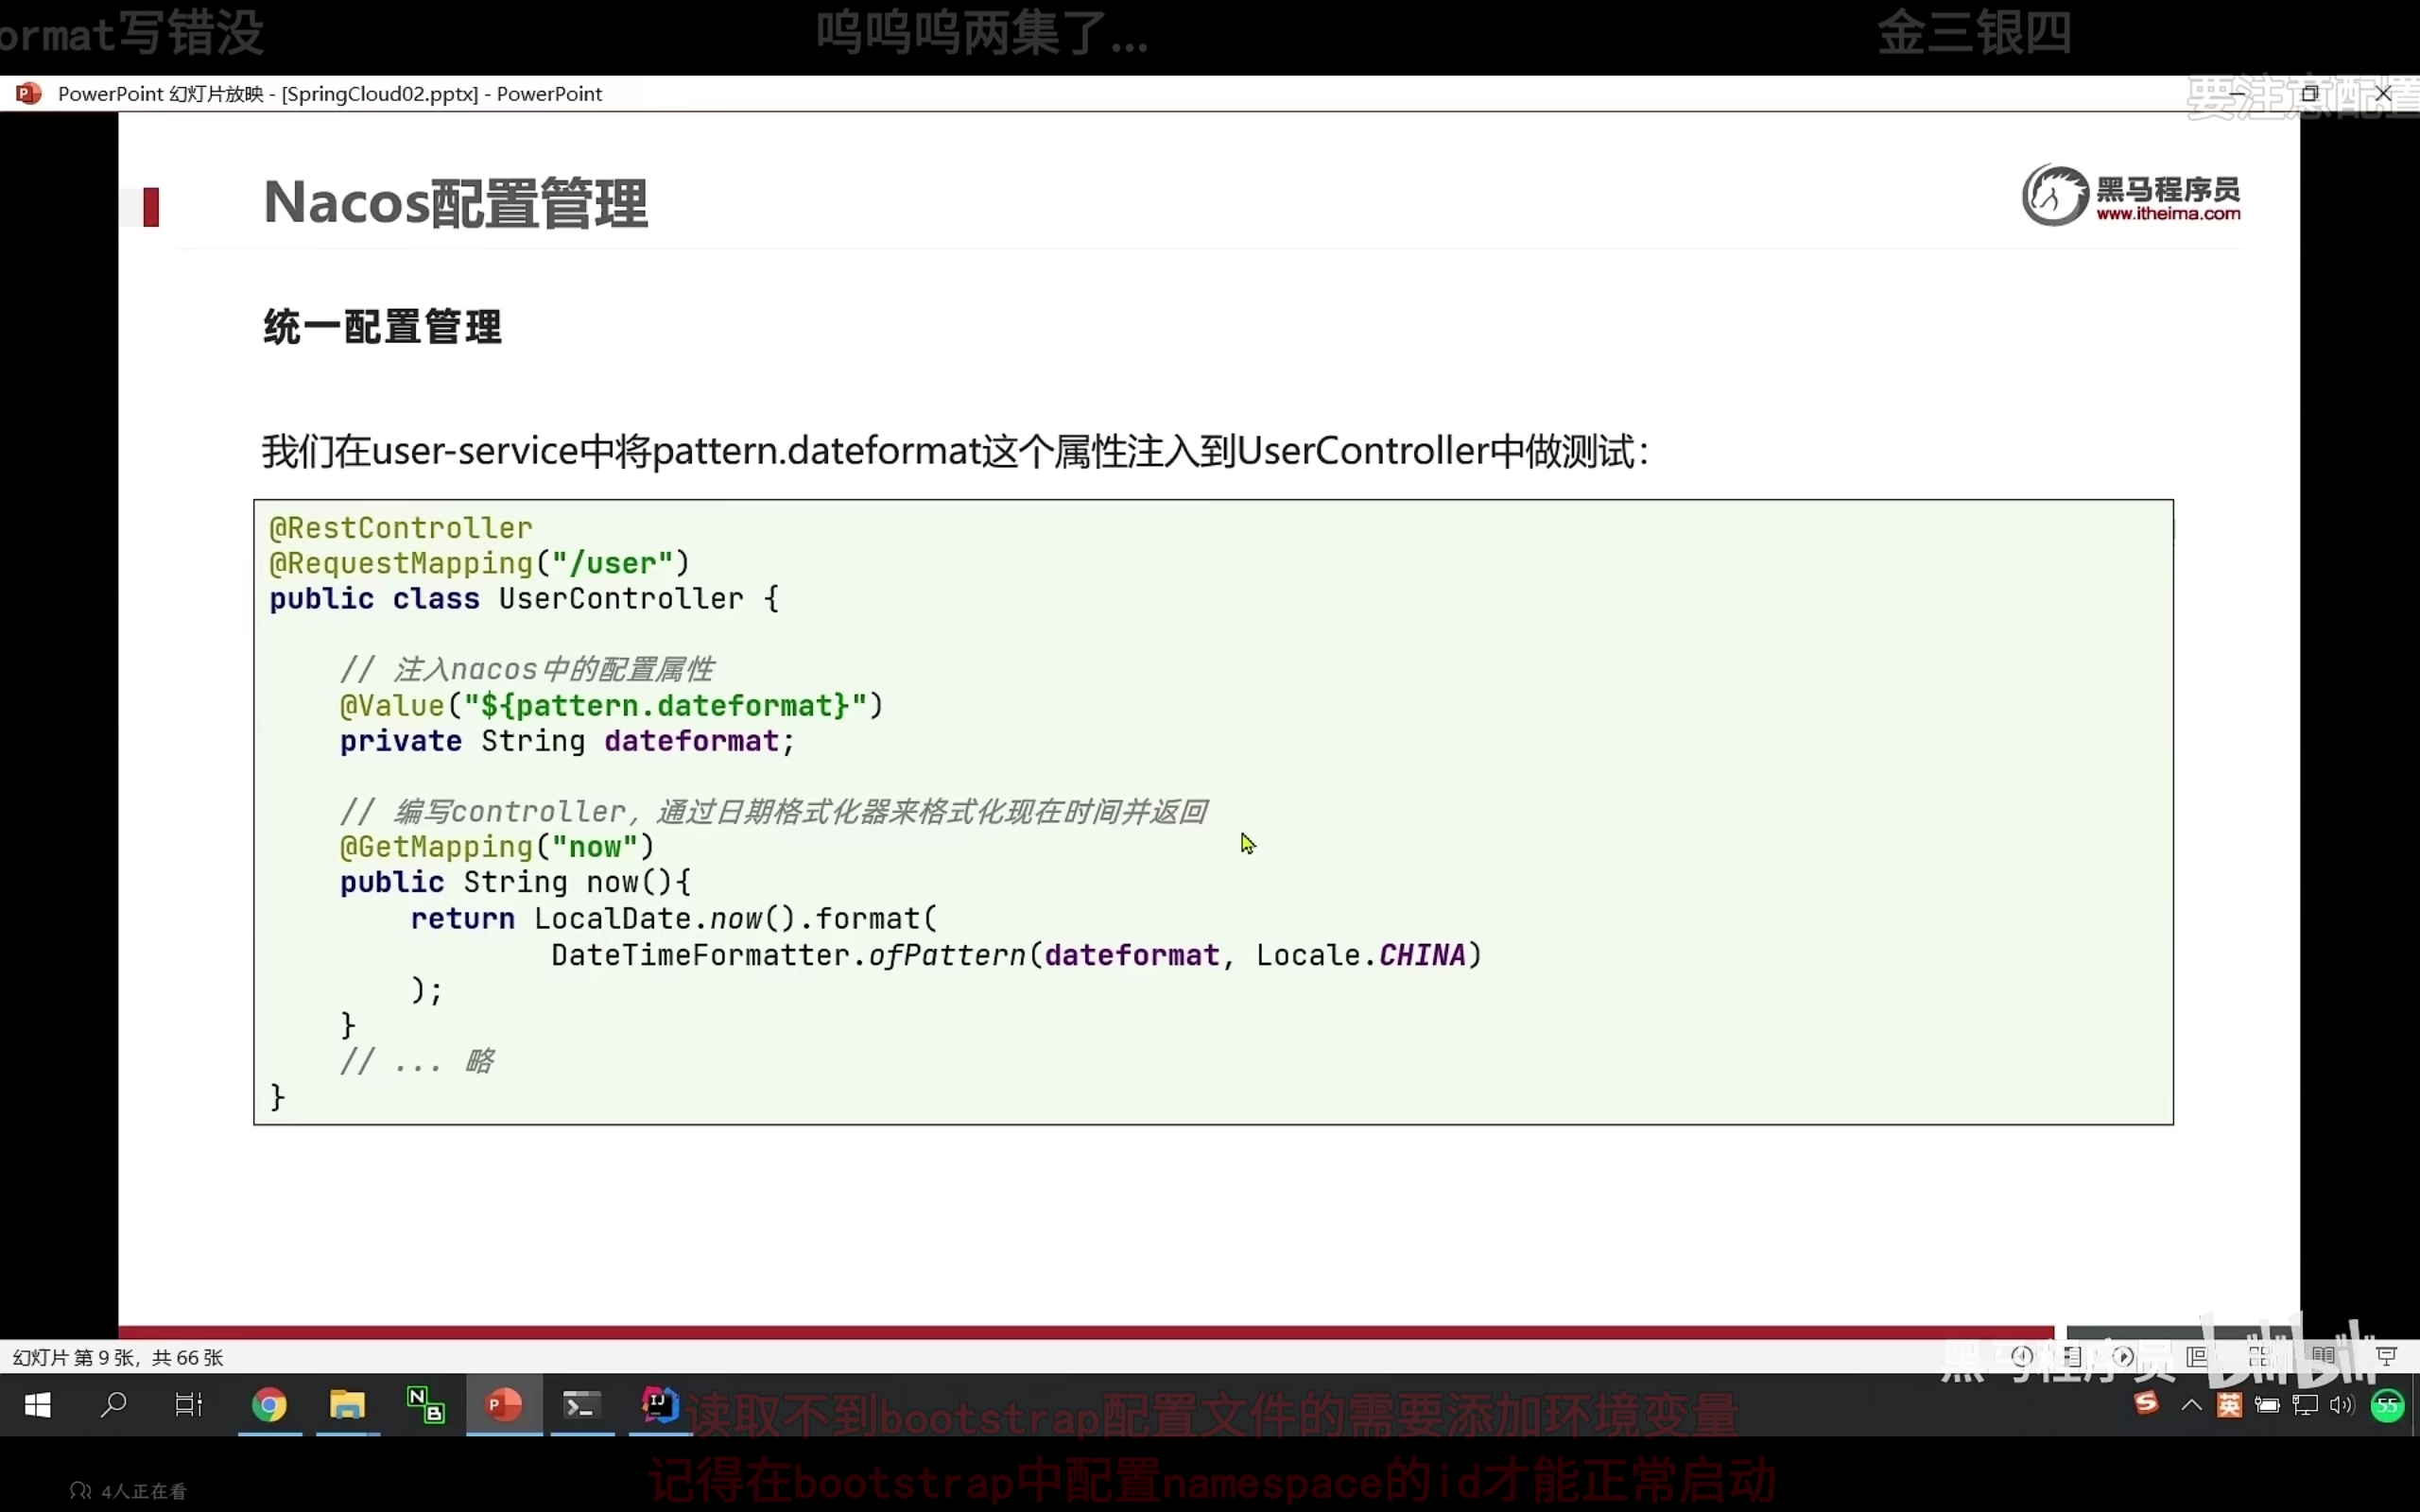 ormat写错没
呜呜呜两集了...
金三银四
PowerPoint 幻灯片放映 - [SpringCloud02.pptx] - PowerPoint
要注意配置
Nacos配置管理
黑马程序员
www.itheima.com
统一配置管理
我们在user-service中将pattern.dateformat这个属性注入到UserController中做测试：
@RestController
@RequestMapping("/user")
public class UserController {
// 注入nacos中的配置属性
@Value("${pattern.dateformat}")
private String dateformat;
// 编写controller，通过日期格式化器来格式化现在时间并返回
@GetMapping("now")
public String now(){
return LocalDate.now().format(
DateTimeFormatter.ofPattern(dateformat, Locale.CHINA)
);
}
// ... 略
}
幻灯片 第 9 张，共 66 张
黑马程序员
bilibili
英
55
读取不到bootstrap配置文件的需要添加环境变量
记得在bootstrap中配置namespace的id才能正常启动
4人正在看